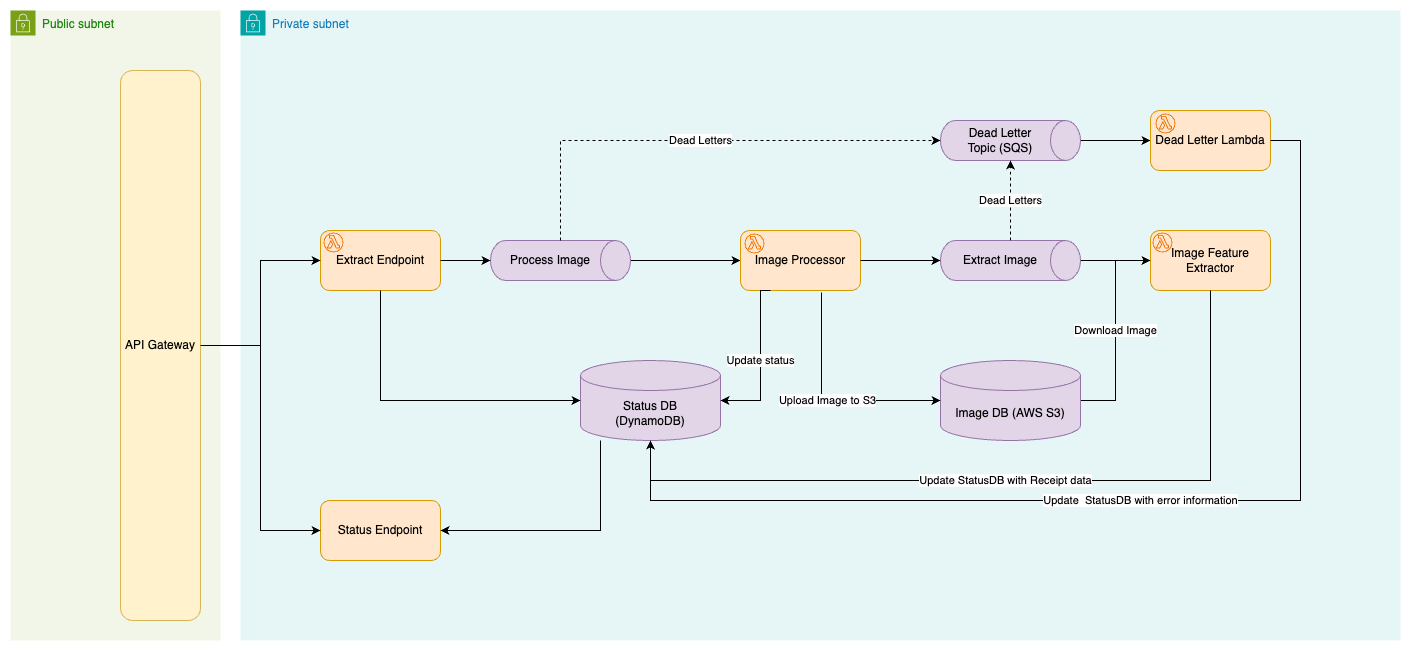 Public subnet
Private subnet
Dead Letters
Dead Letter
Topic (SQS)
Dead Letter Lambda
Dead Letters
Extract Endpoint
Process Image
Image Processor
Extract Image
Image Feature
Extractor
API Gateway
Download Image
Update status
Status DB
(DynamoDB)
Upload Image to S3
Image DB (AWS S3)
Update StatusDB with Receipt data
Update  StatusDB with error information
Status Endpoint